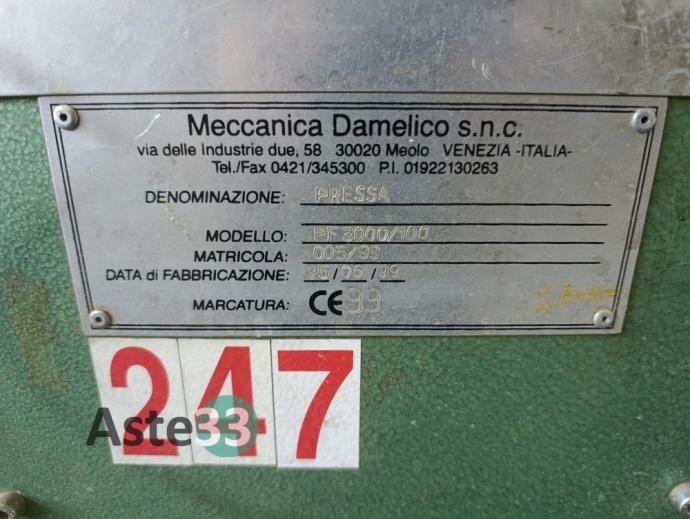 Meccanica Damelico s.n.c.
via delle Industrie due, 58 30020 Meolo VENEZIA -ITALIA-
Tel./Fax 0421/345300 P.I. 01922130263
DENOMINAZIONE: PRESSA
MODELLO: PF 3000/100
MATRICOLA: 005/99
DATA di FABBRICAZIONE: 25/06/99
MARCATURA: CE 99
247
Aste33